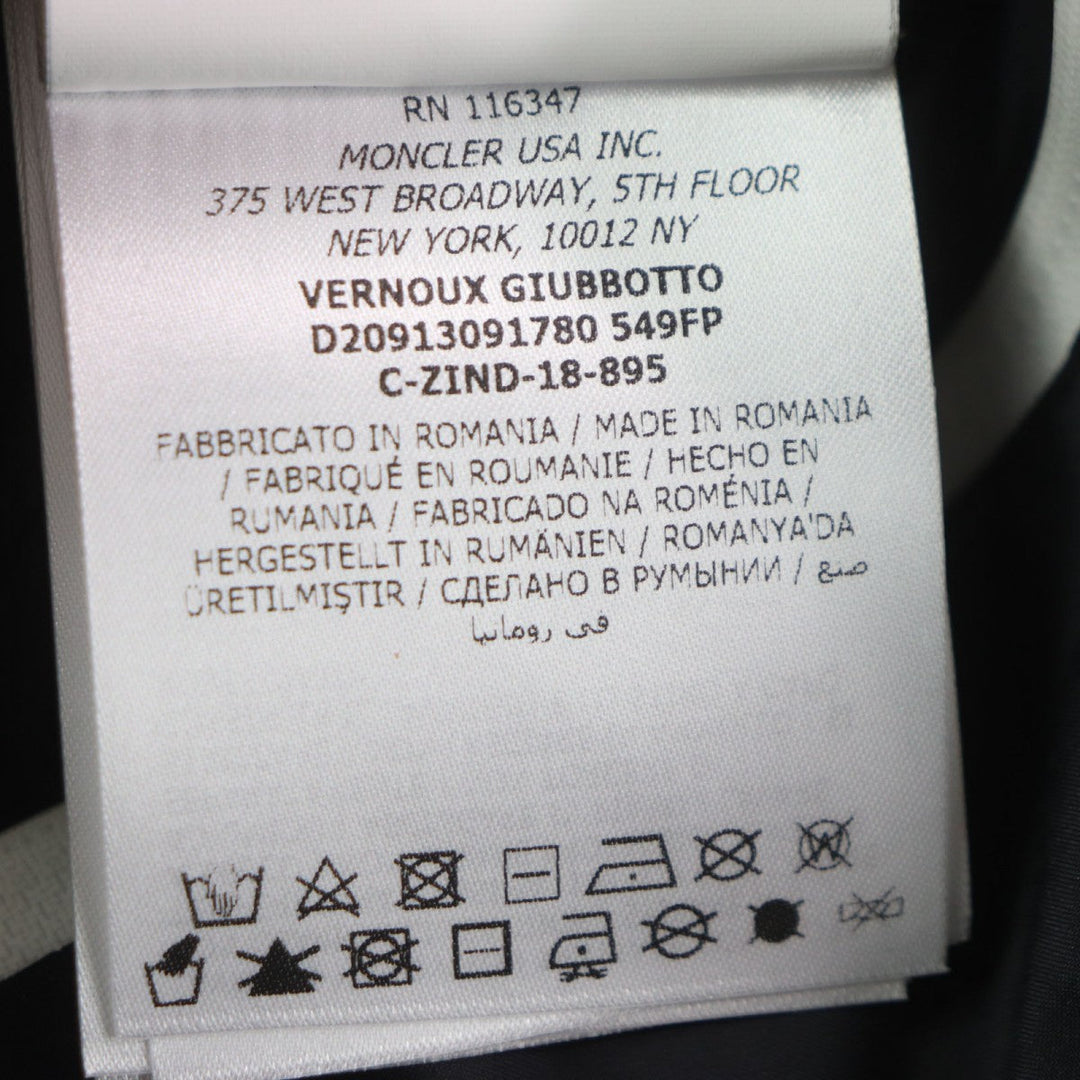 RN 116347
MONCLER USA INC.
375 WEST BROADWAY, 5TH FLOOR
NEW YORK, 10012 NY
VERNOUX GIUBBOTTO
D20913091780 549FP
C-ZIND-18-895
FABBRICATO IN ROMANIA / MADE IN ROMANIA
/ FABRIQUÉ EN ROUMANIE / HECHO EN
RUMANIA / FABRICADO NA ROMÉNIA /
HERGESTELLT IN RUMÄNIEN / ROMANYA'DA
ÜRETILMIŞTIR / СДЕЛАНО В РУМЫНИИ / صنع
في رومانيا
W